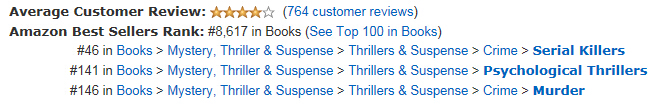 Average Customer Review: (764 customer reviews)
Amazon Best Sellers Rank: #8,617 in Books (See Top 100 in Books)
#46 in Books > Mystery, Thriller & Suspense > Thrillers & Suspense > Crime > Serial Killers
#141 in Books > Mystery, Thriller & Suspense > Thrillers & Suspense > Psychological Thrillers
#146 in Books > Mystery, Thriller & Suspense > Thrillers & Suspense > Crime > Murder